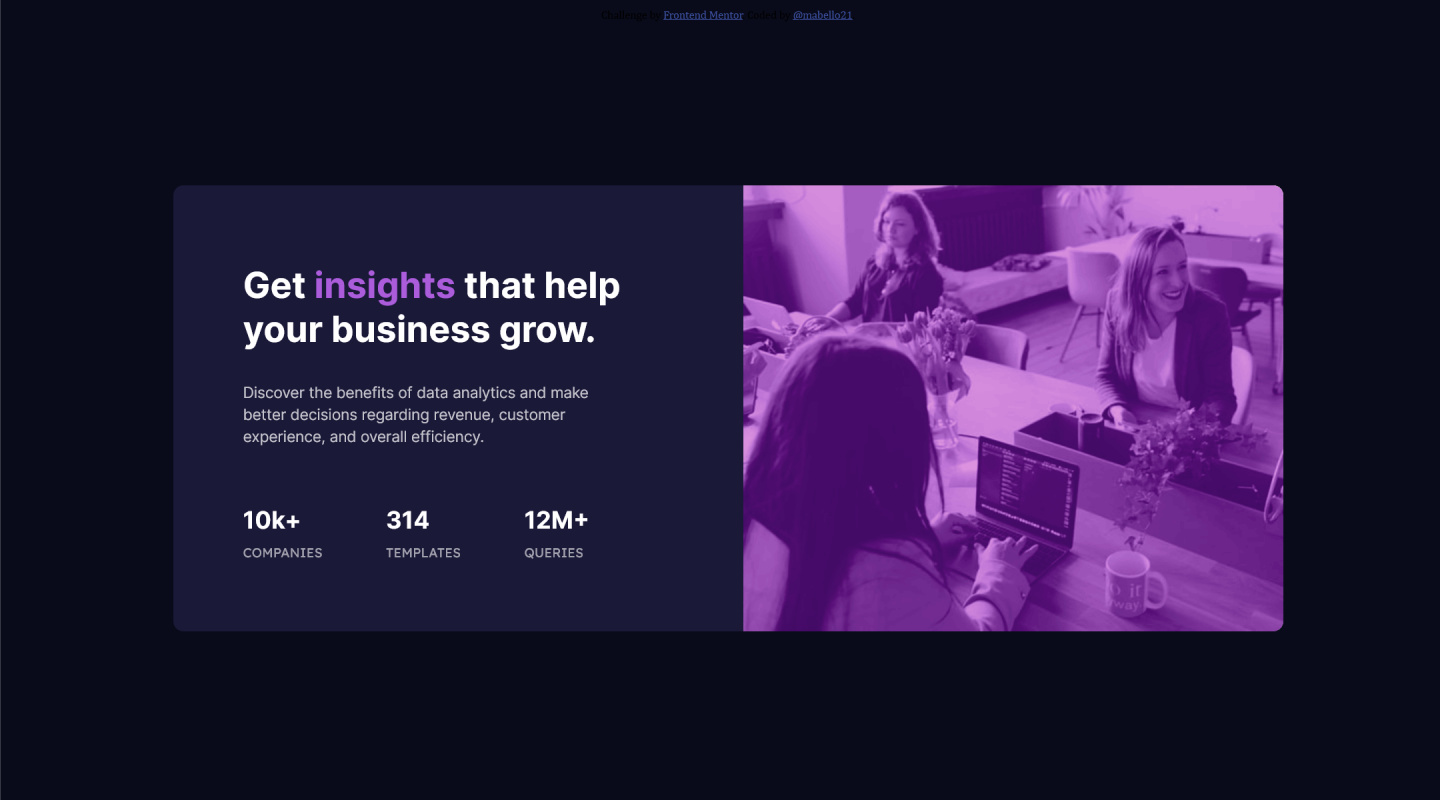 Challenge by Frontend Mentor Coded by @mabello21
Get insights that help
your business grow.
Discover the benefits of data analytics and make
better decisions regarding revenue, customer
experience, and overall efficiency.
10k+ 314 12M+
COMPANIES TEMPLATES QUERIES